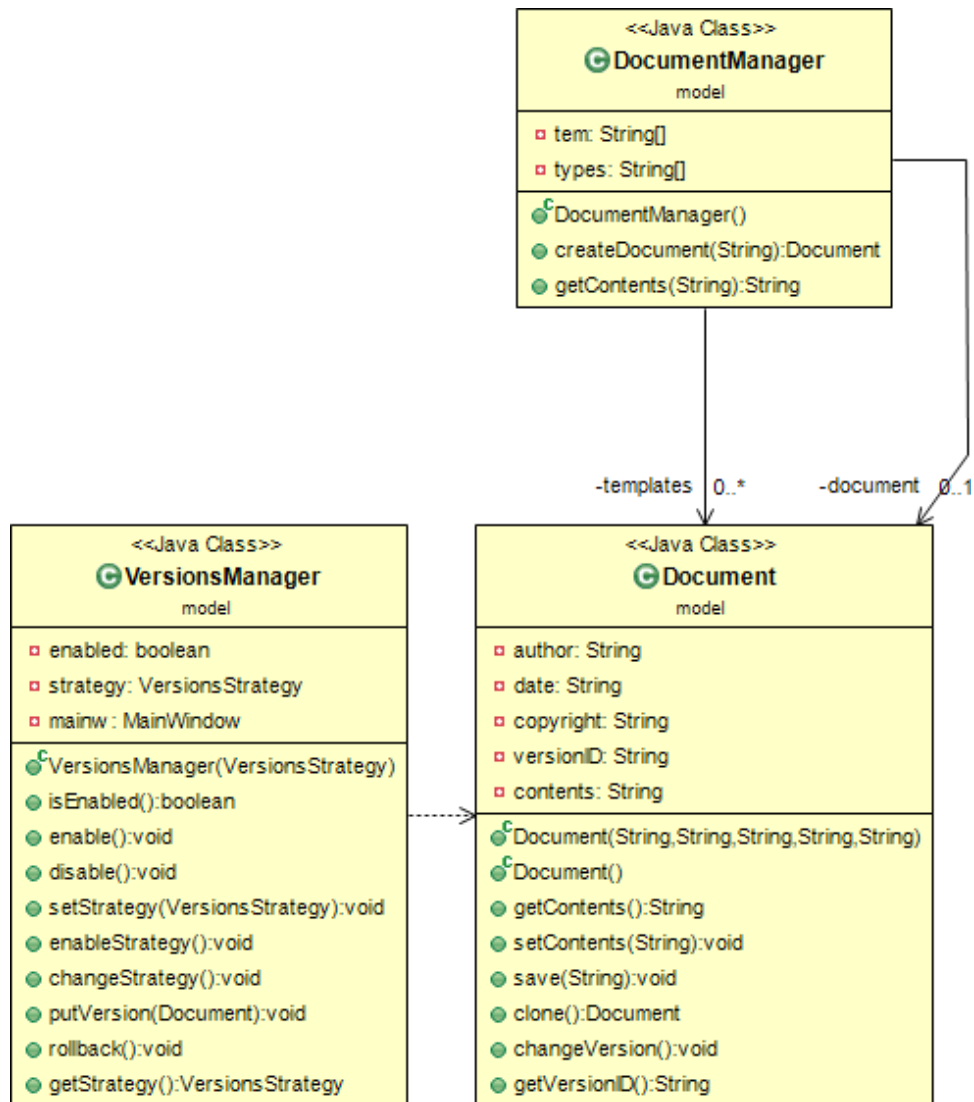 <<Java Class>>
DocumentManager
model
tem: String[]
types: String[]
DocumentManager()
createDocument(String):Document
getContents(String):String
-templates 0..*
-document 0..1
<<Java Class>>
VersionsManager
model
enabled: boolean
strategy: VersionsStrategy
mainw: MainWindow
VersionsManager(VersionsStrategy)
isEnabled():boolean
enable():void
disable():void
setStrategy(VersionsStrategy):void
enableStrategy():void
changeStrategy():void
putVersion(Document):void
rollback():void
getStrategy():VersionsStrategy
<<Java Class>>
Document
model
author: String
date: String
copyright: String
versionID: String
contents: String
Document(String,String,String,String,String)
Document()
getContents():String
setContents(String):void
save(String):void
clone():Document
changeVersion():void
getVersionID():String